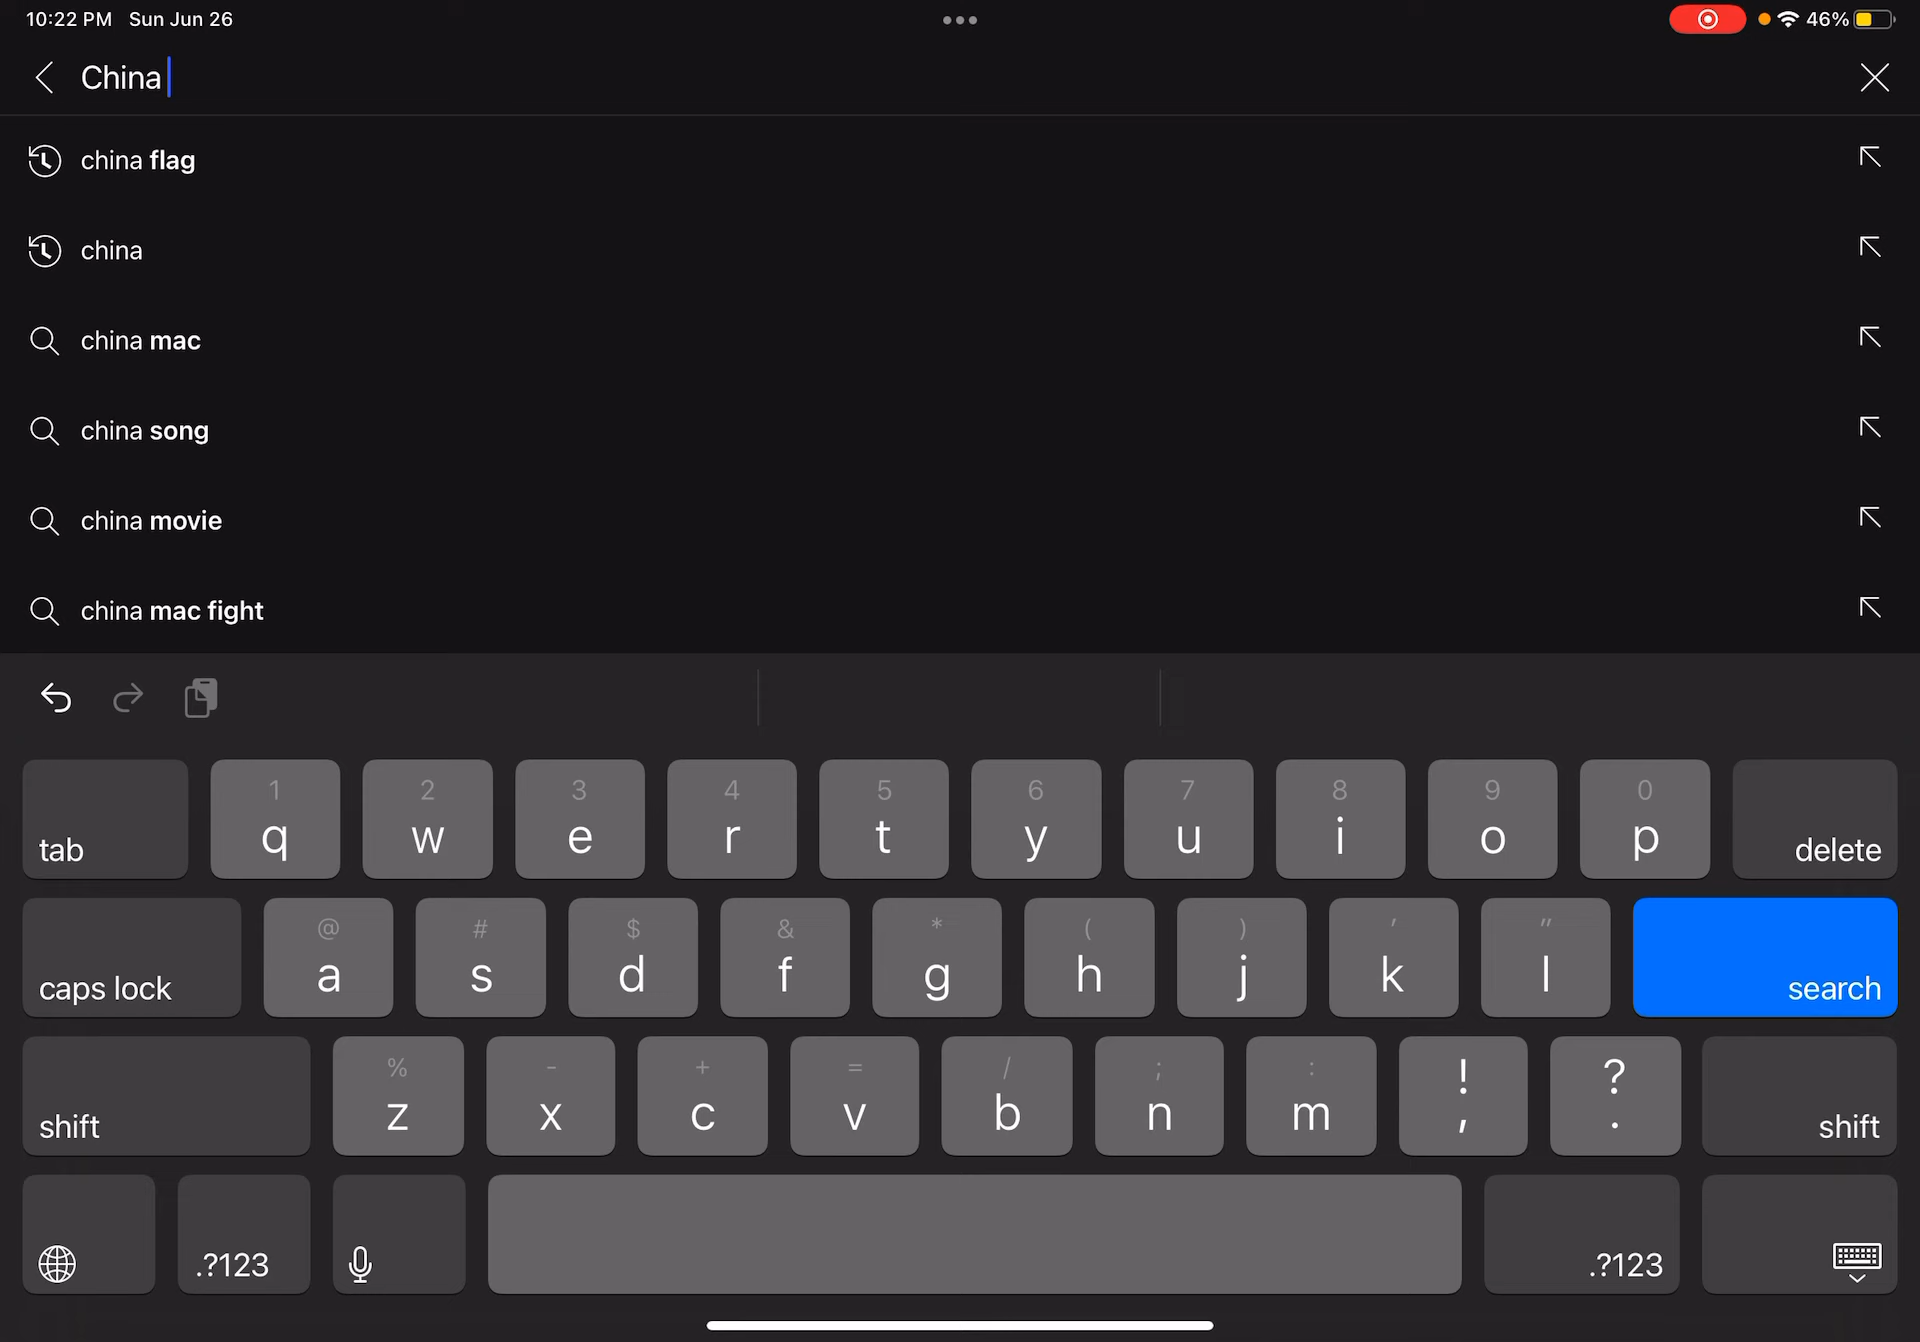 10:22 PM Sun Jun 26
46%
China
china flag
china
china mac
china song
china movie
china mac fight
1 2 3 4 5 6 7 8 9 0
tab q w e r t y u i o p delete
@ # $ & * ( ) ' "
caps lock a s d f g h j k l search
% - + = / ; : ! ?
shift z x c v b n m , . shift
.?123 .?123